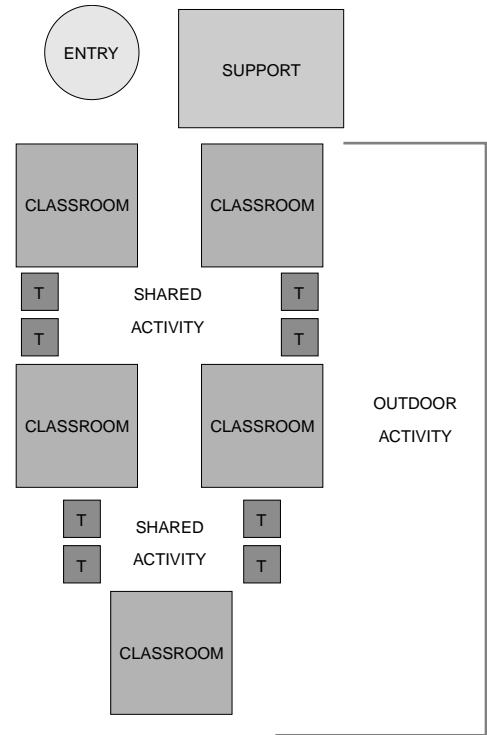 ENTRY
SUPPORT
CLASSROOM
CLASSROOM
T
SHARED
T
T
ACTIVITY
T
CLASSROOM
CLASSROOM
OUTDOOR
ACTIVITY
T
SHARED
T
T
ACTIVITY
T
CLASSROOM